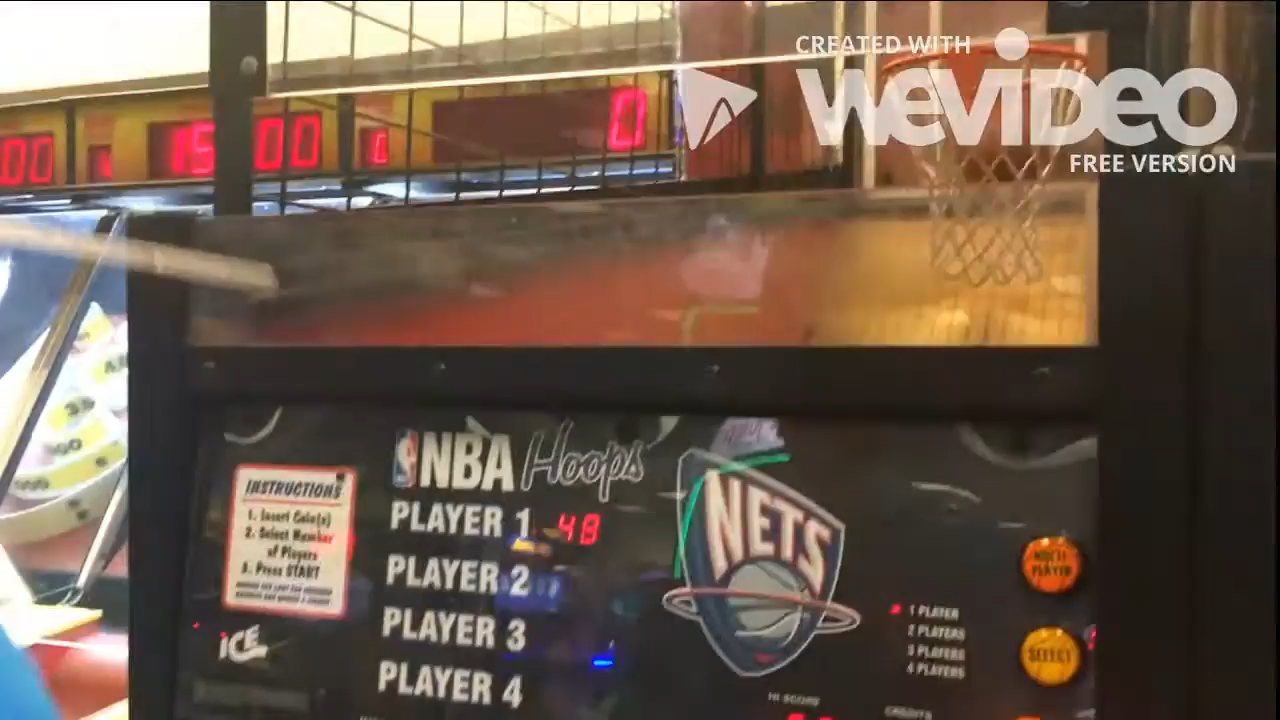 CREATED WITH
WeVIDEO
FREE VERSION
00
15 00
0
NBA Hoops
INSTRUCTIONS
1. Insert Coin(s)
2. Select Number
of Players
3. Press START
ICE
PLAYER 1 48
PLAYER 2
PLAYER 3
PLAYER 4
NETS
MULTI-
PLAYER
1 PLAYER
2 PLAYERS
3 PLAYERS
4 PLAYERS
SELECT
HI SCORE
CREDITS